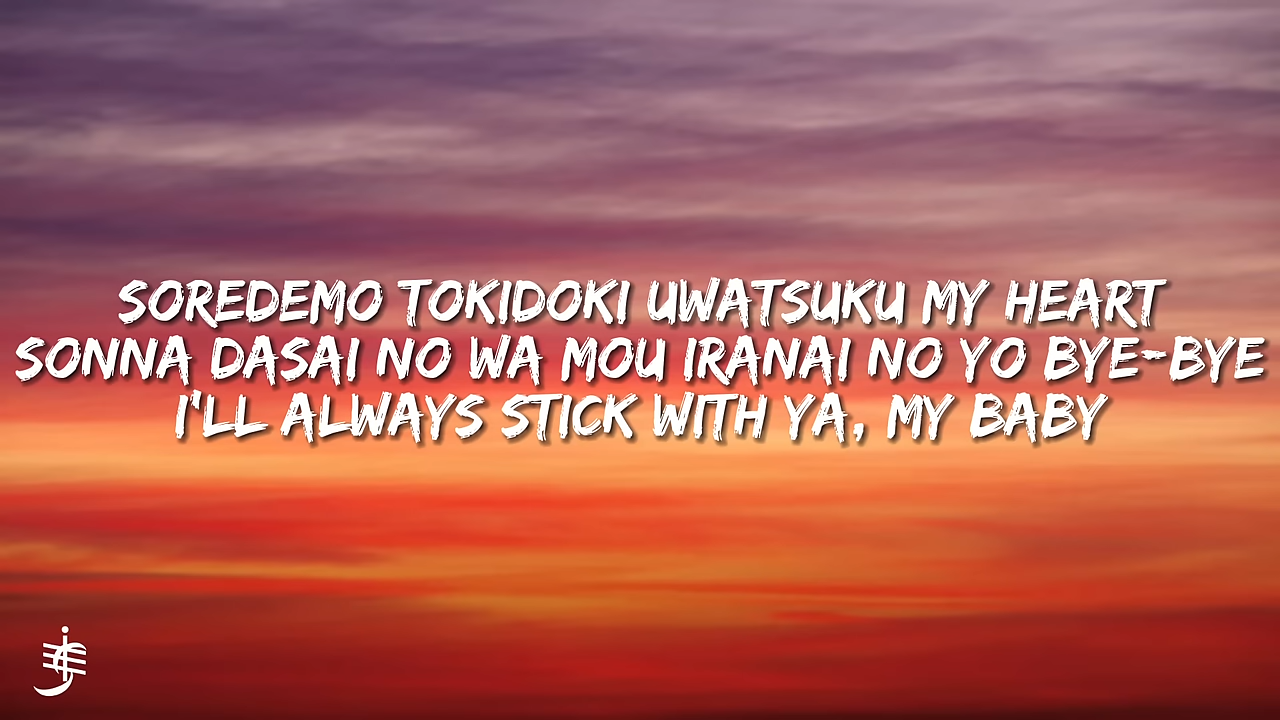 SOREDEMO TOKIDOKI UWATSUKU MY HEART
SONNA DASAI NO WA MOU IRANAI NO YO BYE-BYE
I'LL ALWAYS STICK WITH YA, MY BABY